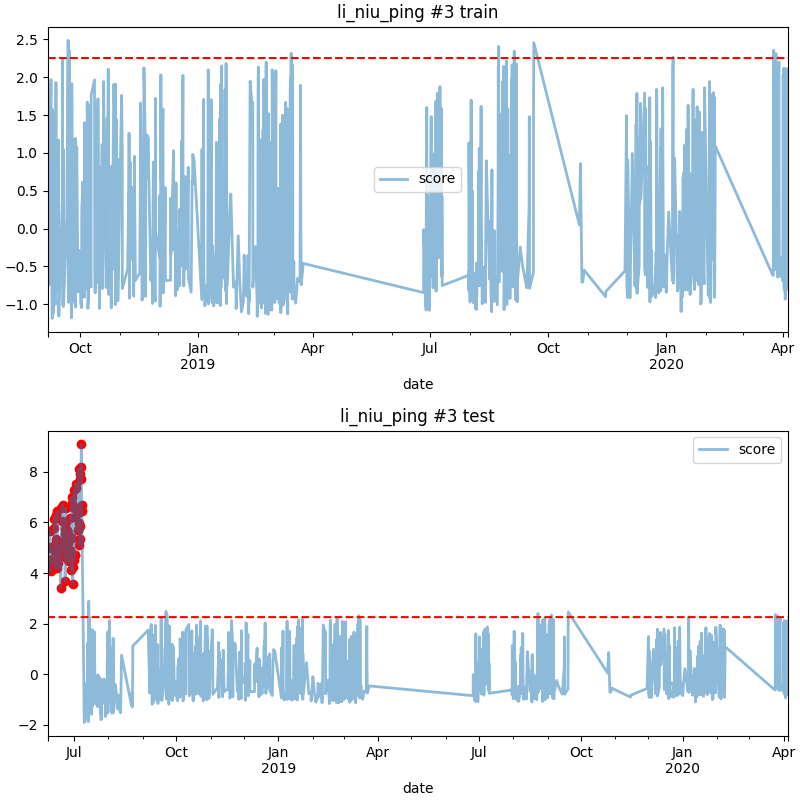 li_niu_ping #3 train
2.5
2.0
1.5
1.0
0.5
0.0
−0.5
−1.0
score
Oct Jan Apr Jul Oct Jan Apr
2019 2020
date
li_niu_ping #3 test
8
6
4
2
0
−2
score
Jul Oct Jan Apr Jul Oct Jan Apr
2019 2020
date